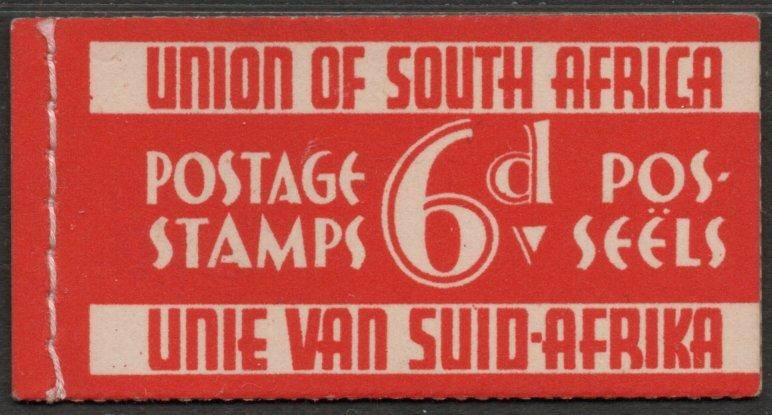 UNION OF SOUTH AFRICA
POSTAGE STAMPS
6d
POS-SEËLS
UNIE VAN SUID-AFRIKA